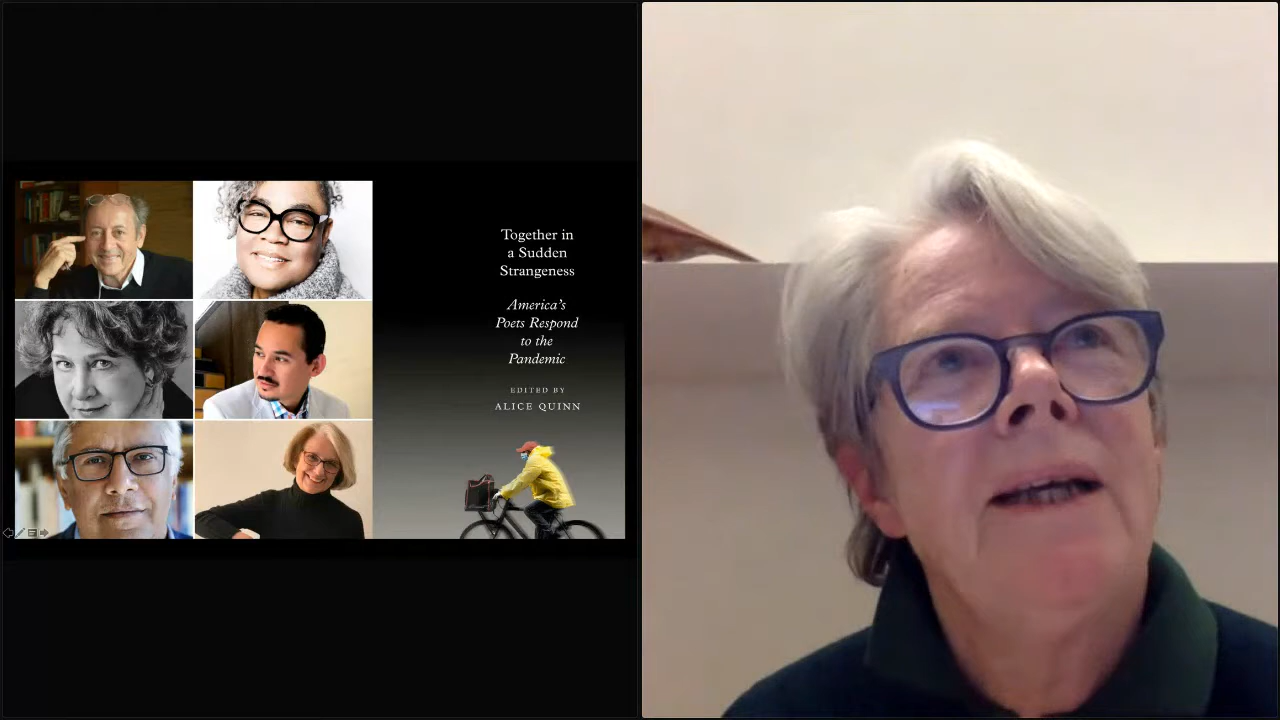 Together in
a Sudden
Strangeness
America's
Poets Respond
to the
Pandemic
EDITED BY
ALICE QUINN